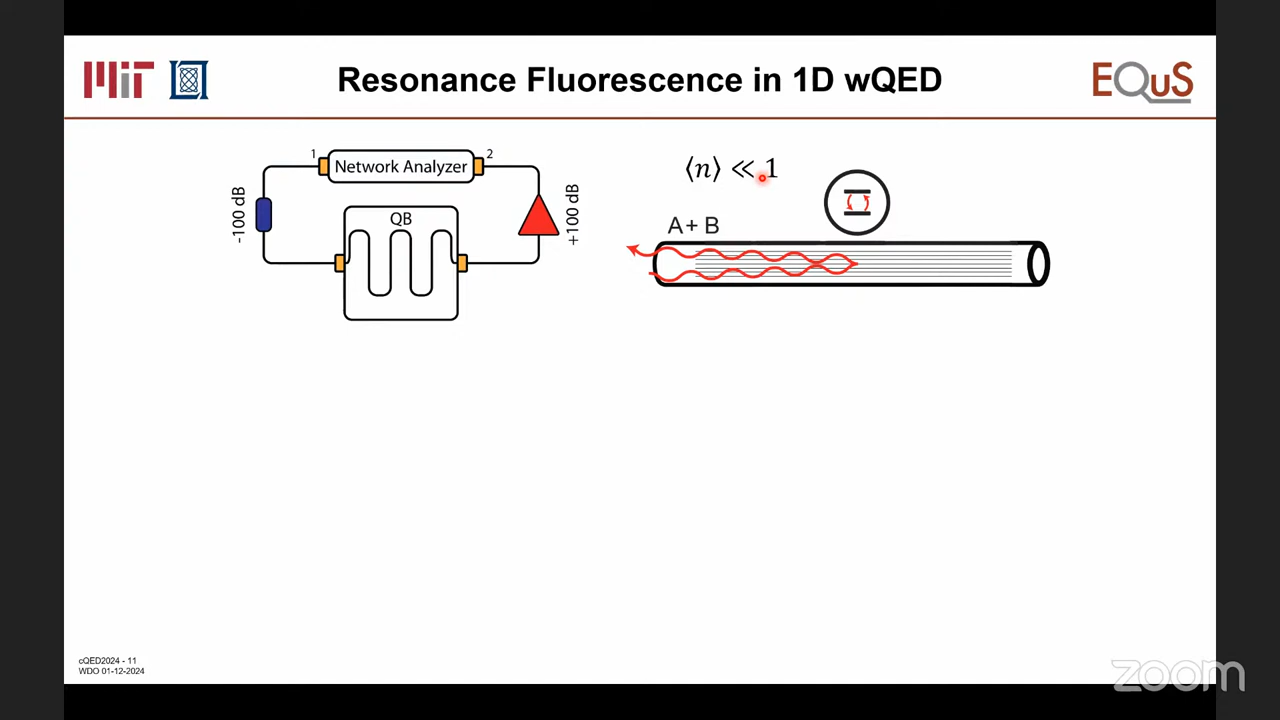 MIT
Resonance Fluorescence in 1D wQED
EQuS
1
Network Analyzer
2
-100 dB
QB
+100 dB
⟨n⟩ ≪ 1
A + B
cQED2024 - 11
WDO 01-12-2024
zoom